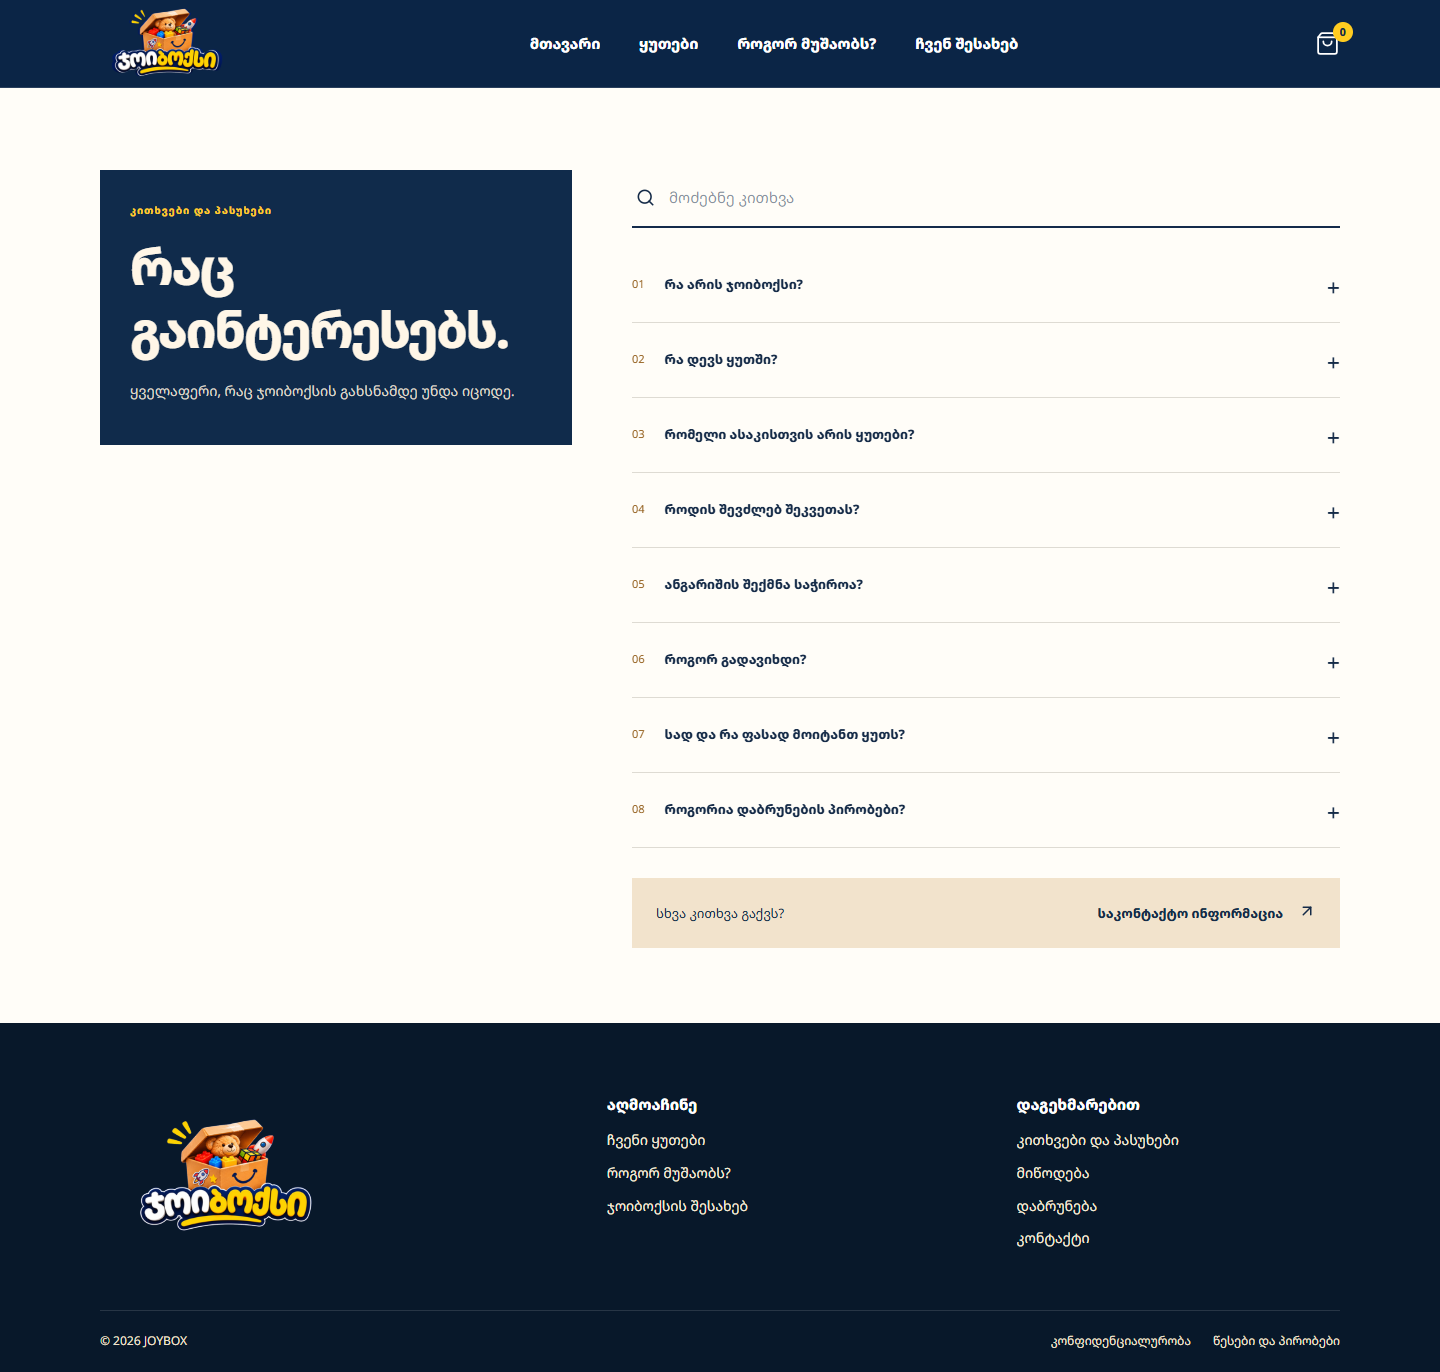 ჯოიბოქსი
მთავარი
ყუთები
როგორ მუშაობს?
ჩვენ შესახებ
0
კითხვები და პასუხები
რაც
გაინტერესებს.
ყველაფერი, რაც ჯოიბოქსის გახსნამდე უნდა იცოდე.
მოძებნე კითხვა
01 რა არის ჯოიბოქსი? +
02 რა დევს ყუთში? +
03 რომელი ასაკისთვის არის ყუთები? +
04 როდის შევძლებ შეკვეთას? +
05 ანგარიშის შექმნა საჭიროა? +
06 როგორ გადავიხდი? +
07 სად და რა ფასად მოიტანთ ყუთს? +
08 როგორია დაბრუნების პირობები? +
სხვა კითხვა გაქვს?
საკონტაქტო ინფორმაცია
ჯოიბოქსი
აღმოაჩინე
ჩვენი ყუთები
როგორ მუშაობს?
ჯოიბოქსის შესახებ
დაგეხმარებით
კითხვები და პასუხები
მიწოდება
დაბრუნება
კონტაქტი
© 2026 JOYBOX
კონფიდენციალურობა
წესები და პირობები